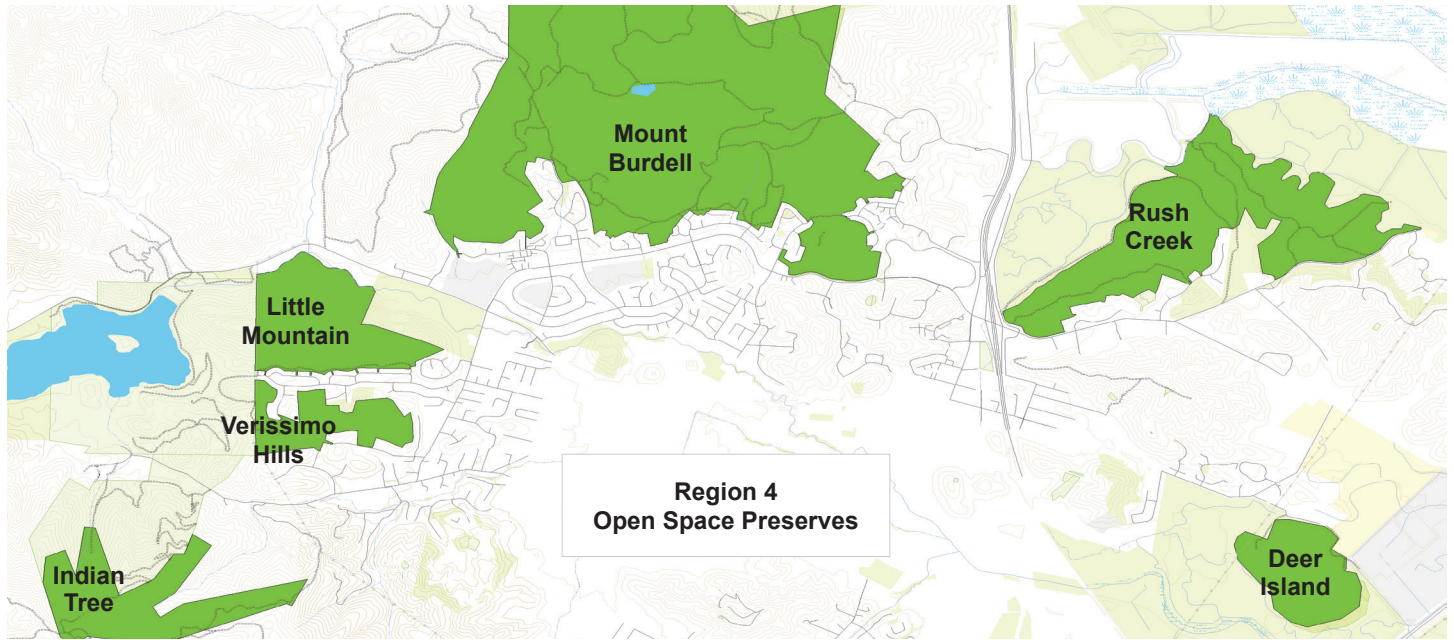 Mount
Burdell
Rush
Creek
Little
Mountain
Verissimo
Hills
Region 4
Open Space Preserves
Indian
Tree
Deer
Island